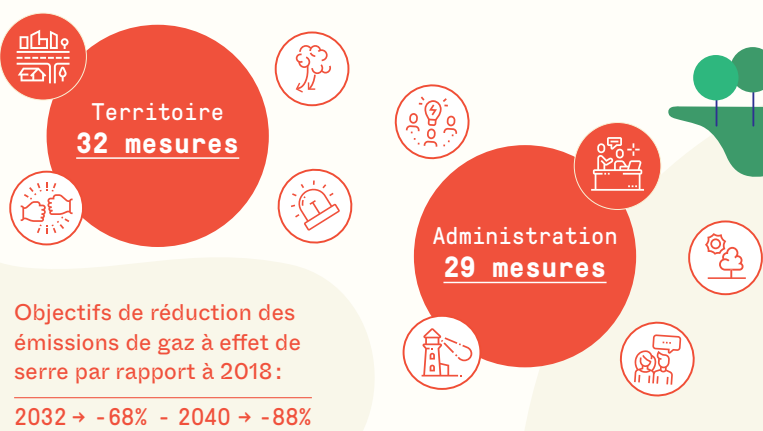 Territoire
32 mesures
Administration
29 mesures
Objectifs de réduction des
émissions de gaz à effet de
serre par rapport à 2018 :
2032 → -68% - 2040 → -88%